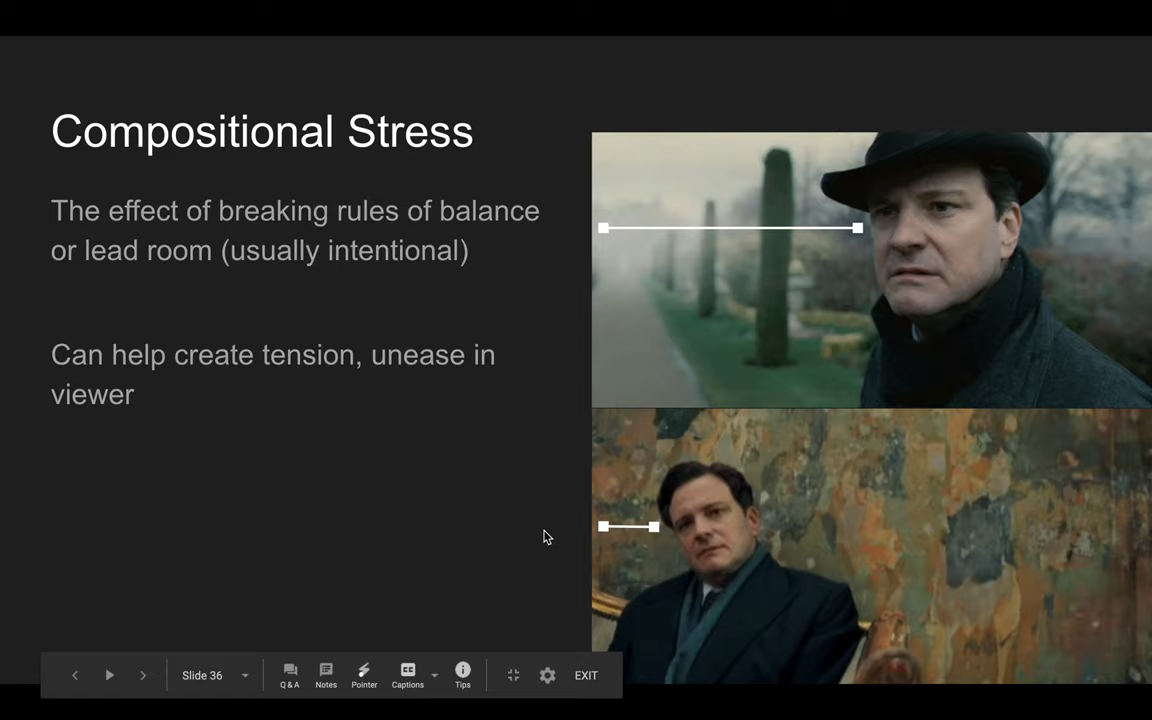 Compositional Stress
The effect of breaking rules of balance
or lead room (usually intentional)
Can help create tension, unease in
viewer
Slide 36
Q & A
Notes
Pointer
Captions
Tips
EXIT